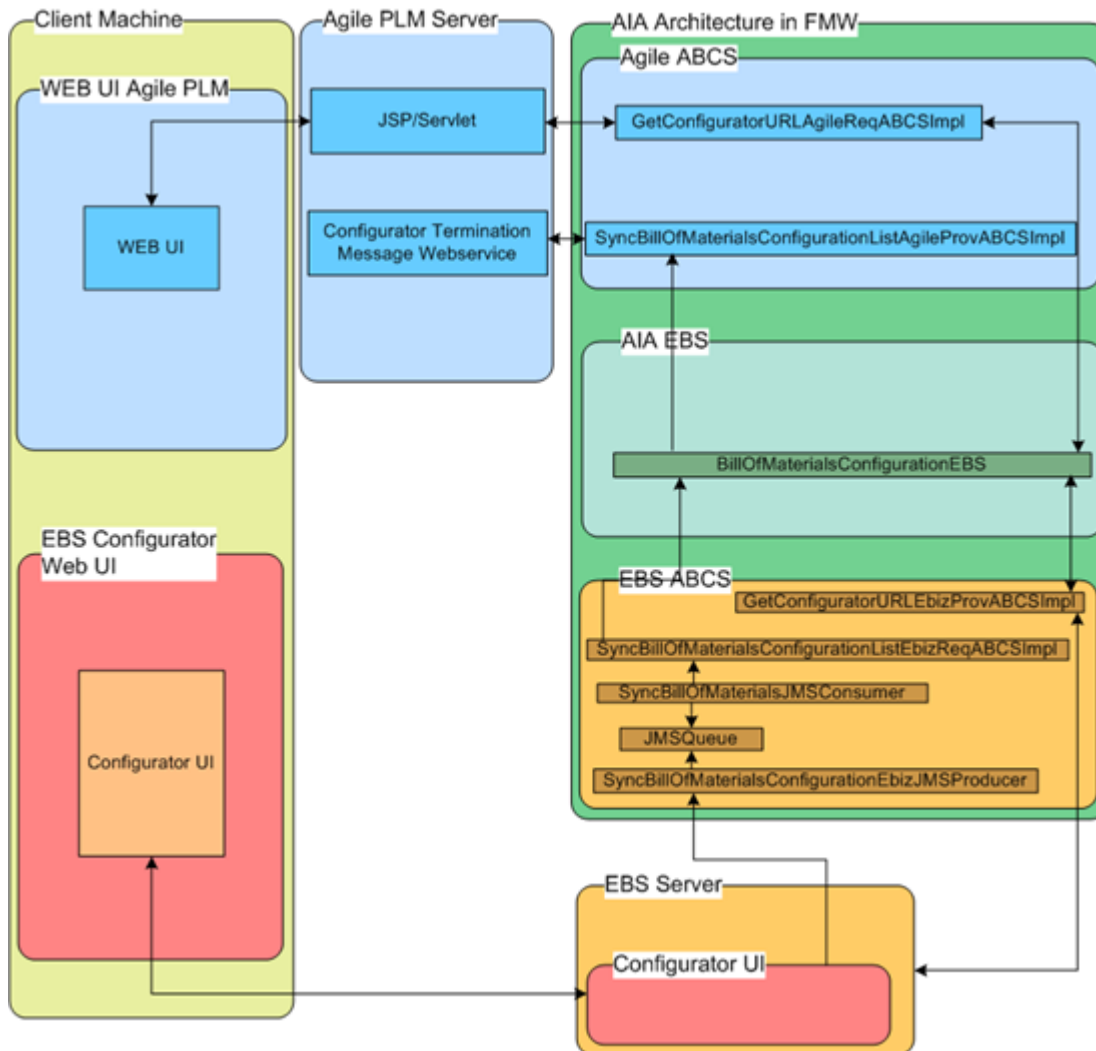 Client Machine
WEB UI Agile PLM
WEB UI
EBS Configurator
Web UI
Configurator UI
Agile PLM Server
JSP/Servlet
Configurator Termination
Message Webservice
AIA Architecture in FMW
Agile ABCS
GetConfiguratorURLAgileReqABCSImpl
SyncBillOfMaterialsConfigurationListAgileProvABCSImpl
AIA EBS
BillOfMaterialsConfigurationEBS
EBS ABCS
GetConfiguratorURLEbizProvABCSImpl
SyncBillOfMaterialsConfigurationListEbizReqABCSImpl
SyncBillOfMaterialsJMSConsumer
JMSQueue
SyncBillOfMaterialsConfigurationEbizJMSProducer
EBS Server
Configurator UI